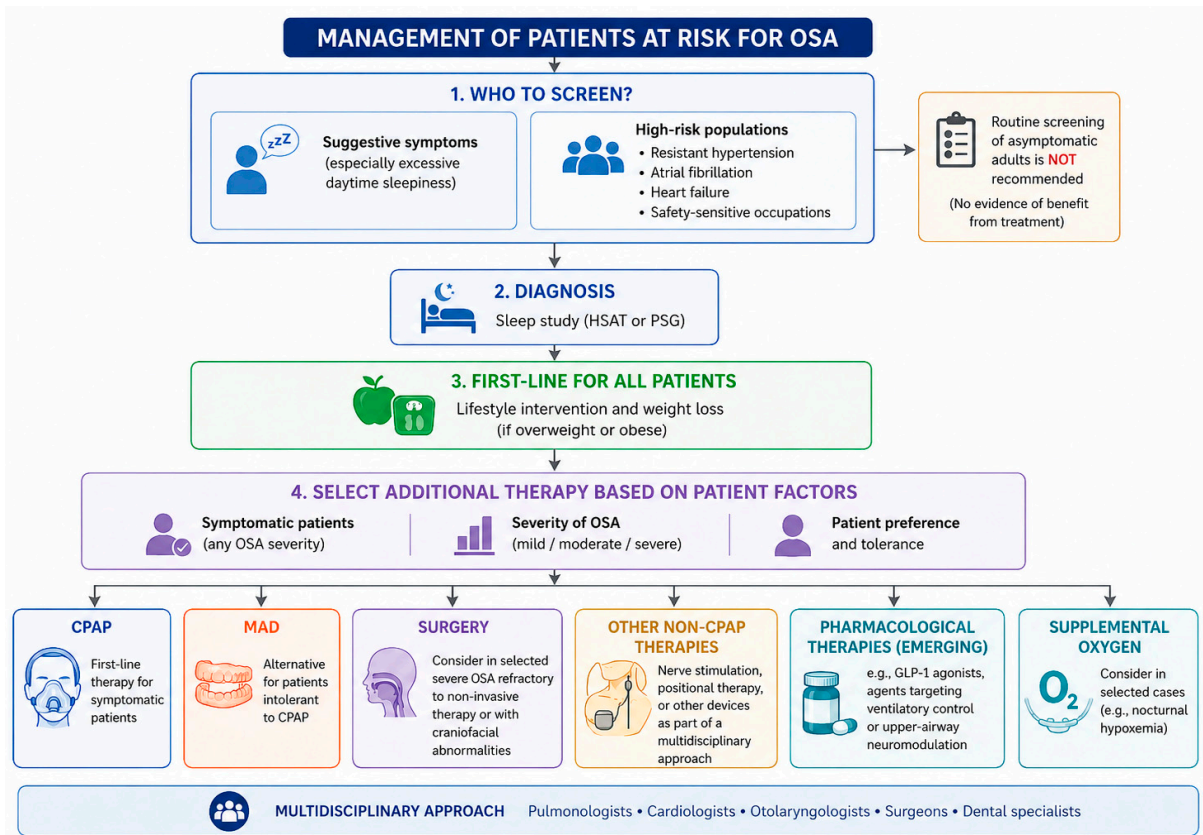 MANAGEMENT OF PATIENTS AT RISK FOR OSA
1. WHO TO SCREEN?
zzZ
Suggestive symptoms
(especially excessive
daytime sleepiness)
High-risk populations
• Resistant hypertension
• Atrial fibrillation
• Heart failure
• Safety-sensitive occupations
Routine screening
of asymptomatic
adults is NOT
recommended
(No evidence of benefit
from treatment)
2. DIAGNOSIS
Sleep study (HSAT or PSG)
3. FIRST-LINE FOR ALL PATIENTS
Lifestyle intervention and weight loss
(if overweight or obese)
4. SELECT ADDITIONAL THERAPY BASED ON PATIENT FACTORS
Symptomatic patients
(any OSA severity)
Severity of OSA
(mild / moderate / severe)
Patient preference
and tolerance
CPAP
First-line
therapy for
symptomatic
patients
MAD
Alternative
for patients
intolerant
to CPAP
SURGERY
Consider in selected
severe OSA refractory
to non-invasive
therapy or with
craniofacial
abnormalities
OTHER NON-CPAP
THERAPIES
Nerve stimulation,
positional therapy,
or other devices
as part of a
multidisciplinary
approach
PHARMACOLOGICAL
THERAPIES (EMERGING)
e.g., GLP-1 agonists,
agents targeting
ventilatory control
or upper-airway
neuromodulation
SUPPLEMENTAL
OXYGEN
O2
Consider in
selected cases
(e.g., nocturnal
hypoxemia)
MULTIDISCIPLINARY APPROACH Pulmonologists • Cardiologists • Otolaryngologists • Surgeons • Dental specialists